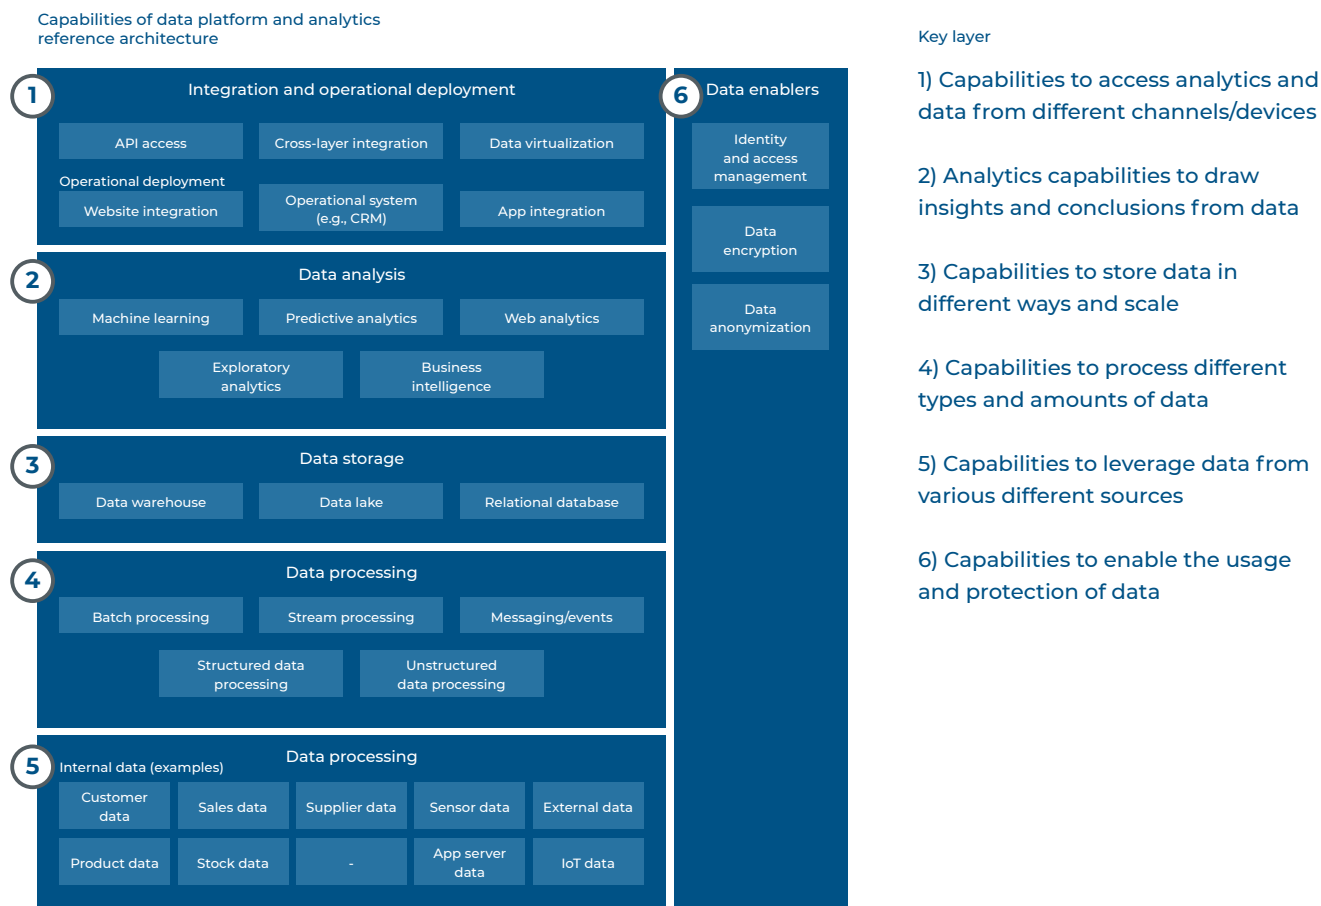 Capabilities of data platform and analytics
reference architecture
1
Integration and operational deployment
API access
Cross-layer integration
Data virtualization
Operational deployment
Website integration
Operational system
(e.g., CRM)
App integration
2
Data analysis
Machine learning
Predictive analytics
Web analytics
Exploratory
analytics
Business
intelligence
3
Data storage
Data warehouse
Data lake
Relational database
4
Data processing
Batch processing
Stream processing
Messaging/events
Structured data
processing
Unstructured
data processing
5
Data processing
Internal data (examples)
Customer
data
Sales data
Supplier data
Sensor data
External data
Product data
Stock data
-
App server
data
IoT data
6
Data enablers
Identity
and access
management
Data
encryption
Data
anonymization
Key layer
1) Capabilities to access analytics and
data from different channels/devices
2) Analytics capabilities to draw
insights and conclusions from data
3) Capabilities to store data in
different ways and scale
4) Capabilities to process different
types and amounts of data
5) Capabilities to leverage data from
various different sources
6) Capabilities to enable the usage
and protection of data